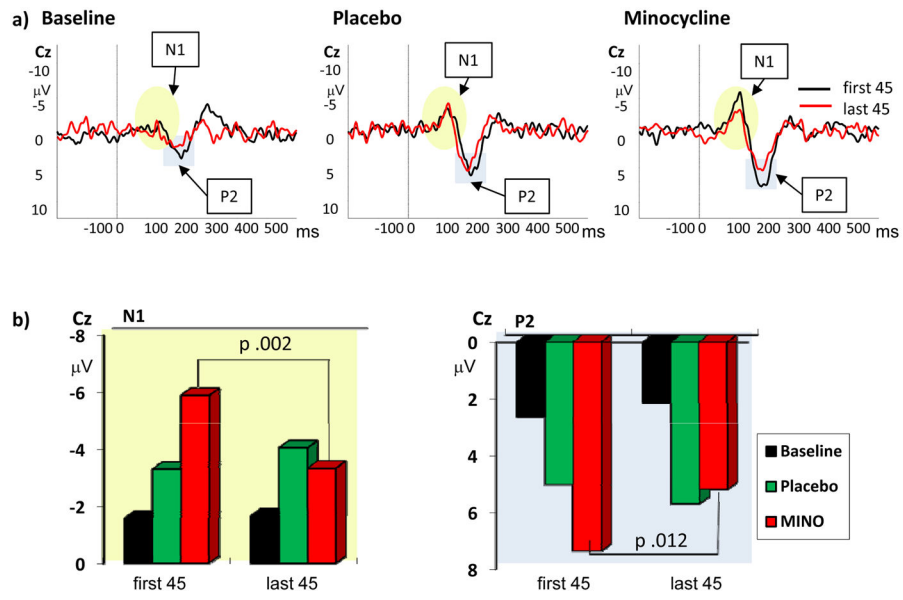 a) Baseline Placebo Minocycline
Cz
-10
μV
-5
0
5
10
N1
P2
-100 0 100 200 300 400 500 ms
Cz
-10
μV
-5
0
5
10
N1
P2
-100 0 100 200 300 400 500 ms
Cz
-10
μV
-5
0
5
10
N1
P2
first 45
last 45
-100 0 100 200 300 400 500 ms
b) Cz N1
-8
μV
-6
-4
-2
0
p .002
first 45 last 45
Cz P2
0
μV
2
4
6
8
p .012
first 45 last 45
Baseline
Placebo
MINO